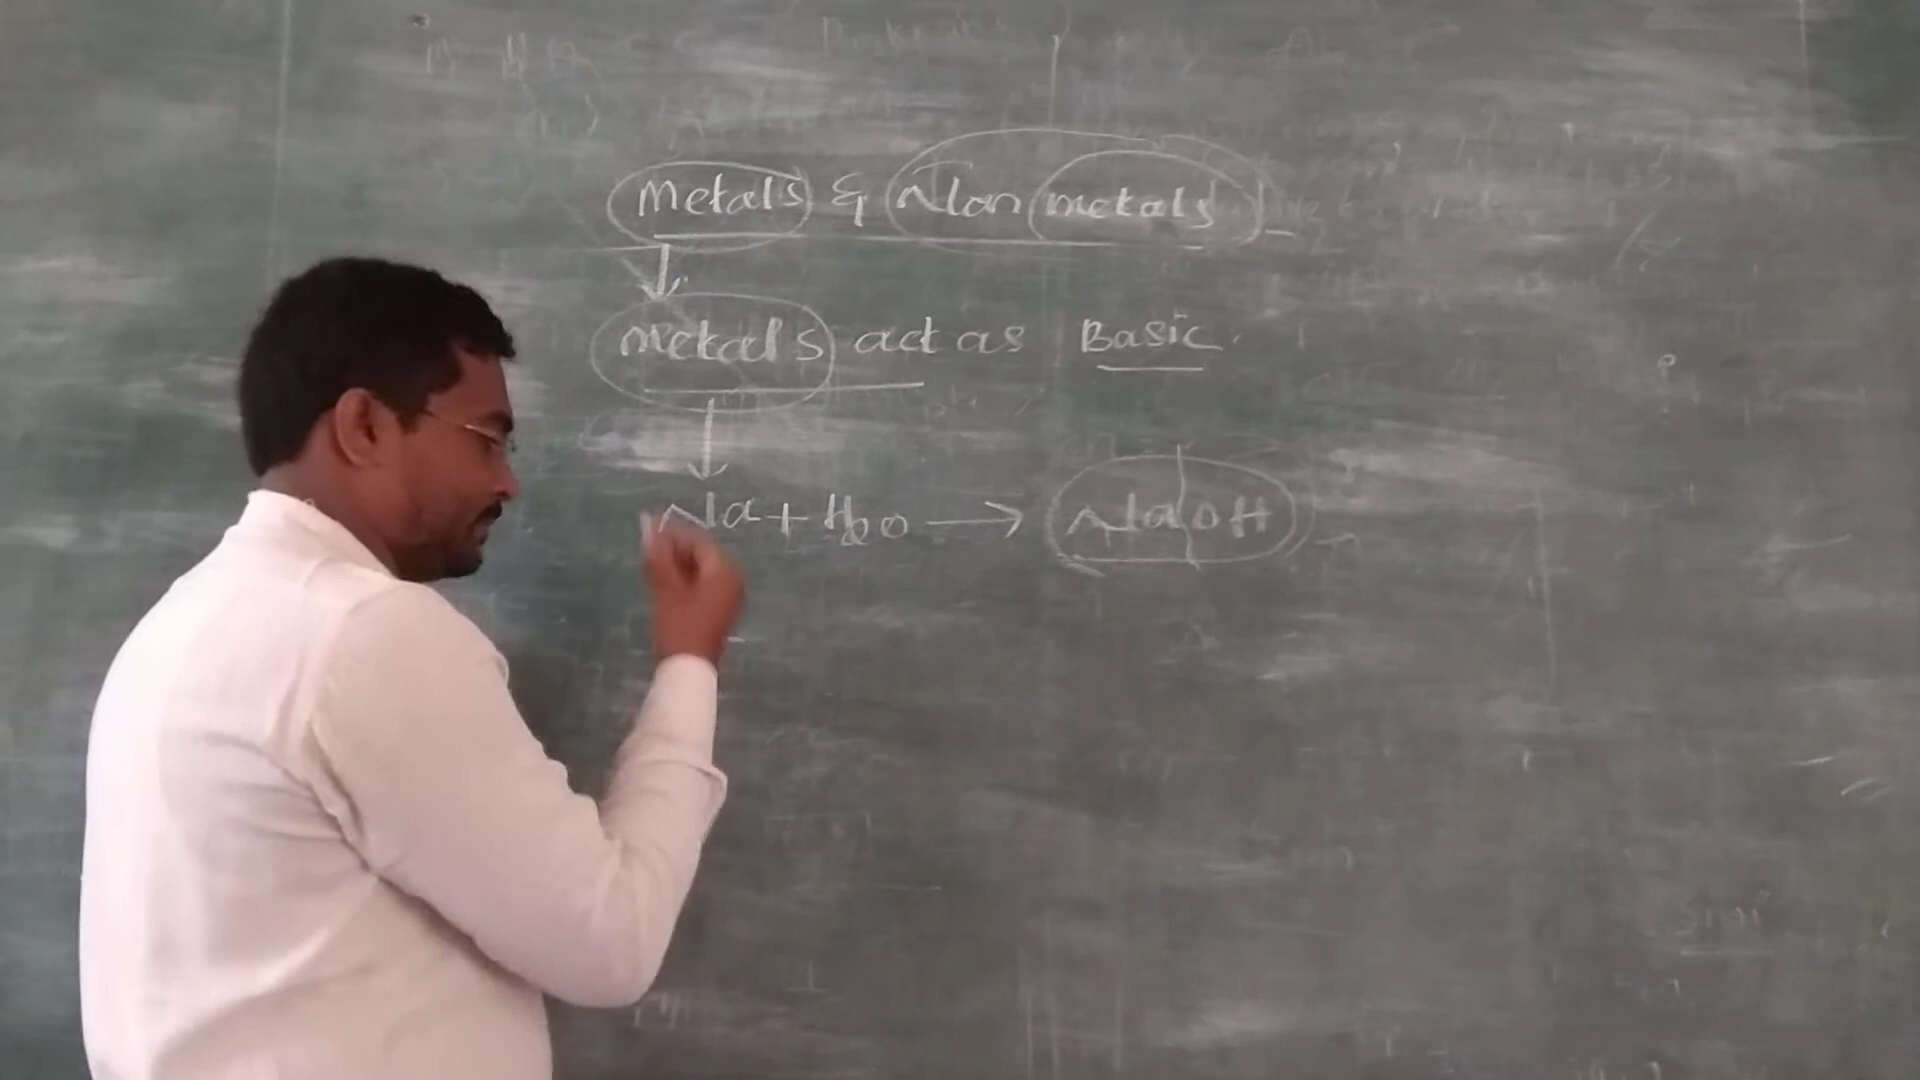 Metals & Non metals
metals act as Basic.
Na + H2O → NaOH